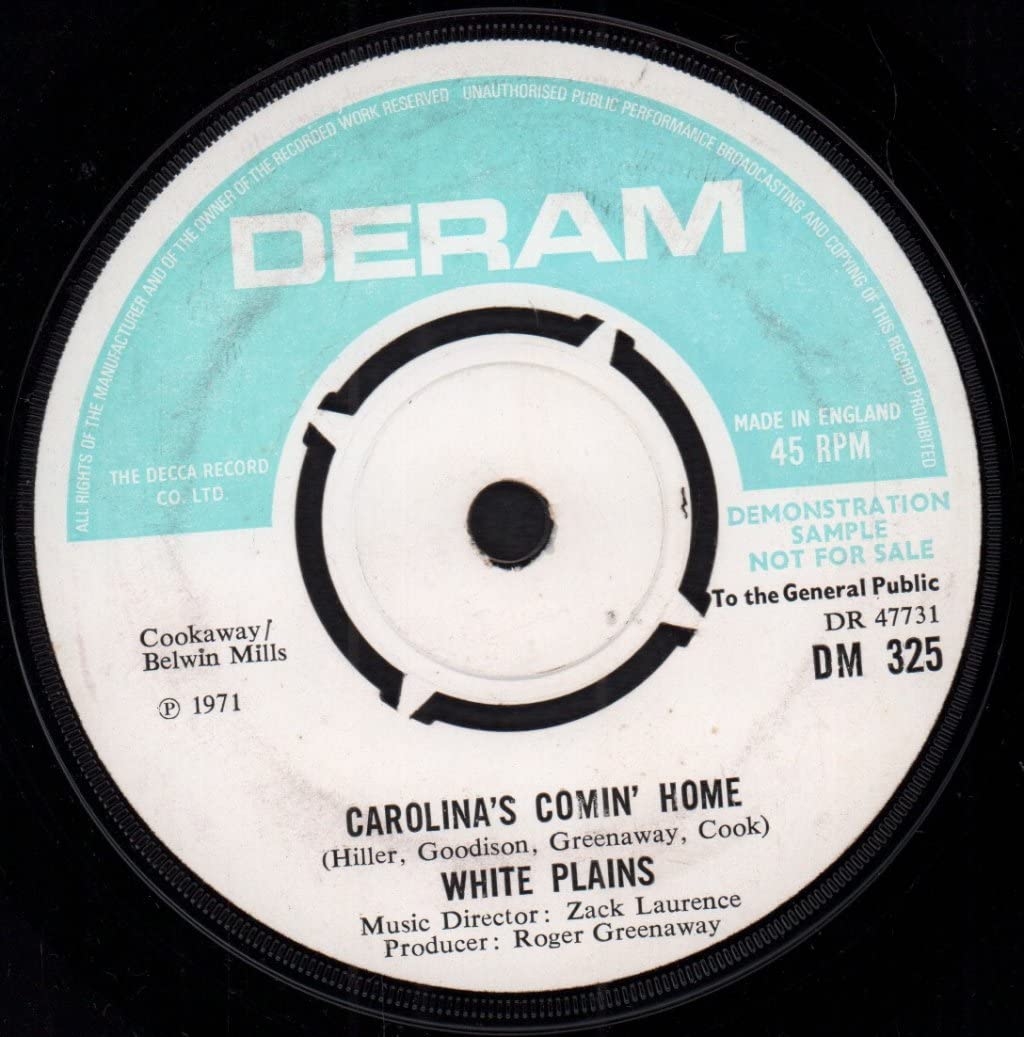 ALL RIGHTS OF THE MANUFACTURER AND OF THE OWNER OF THE RECORDED WORK RESERVED UNAUTHORISED PUBLIC PERFORMANCE BROADCASTING AND COPYING OF THIS RECORD PROHIBITED
DERAM
MADE IN ENGLAND
45 RPM
THE DECCA RECORD
CO. LTD.
DEMONSTRATION
SAMPLE
NOT FOR SALE
To the General Public
DR 47731
DM 325
Cookaway/
Belwin Mills
℗ 1971
CAROLINA'S COMIN' HOME
(Hiller, Goodison, Greenaway, Cook)
WHITE PLAINS
Music Director: Zack Laurence
Producer: Roger Greenaway